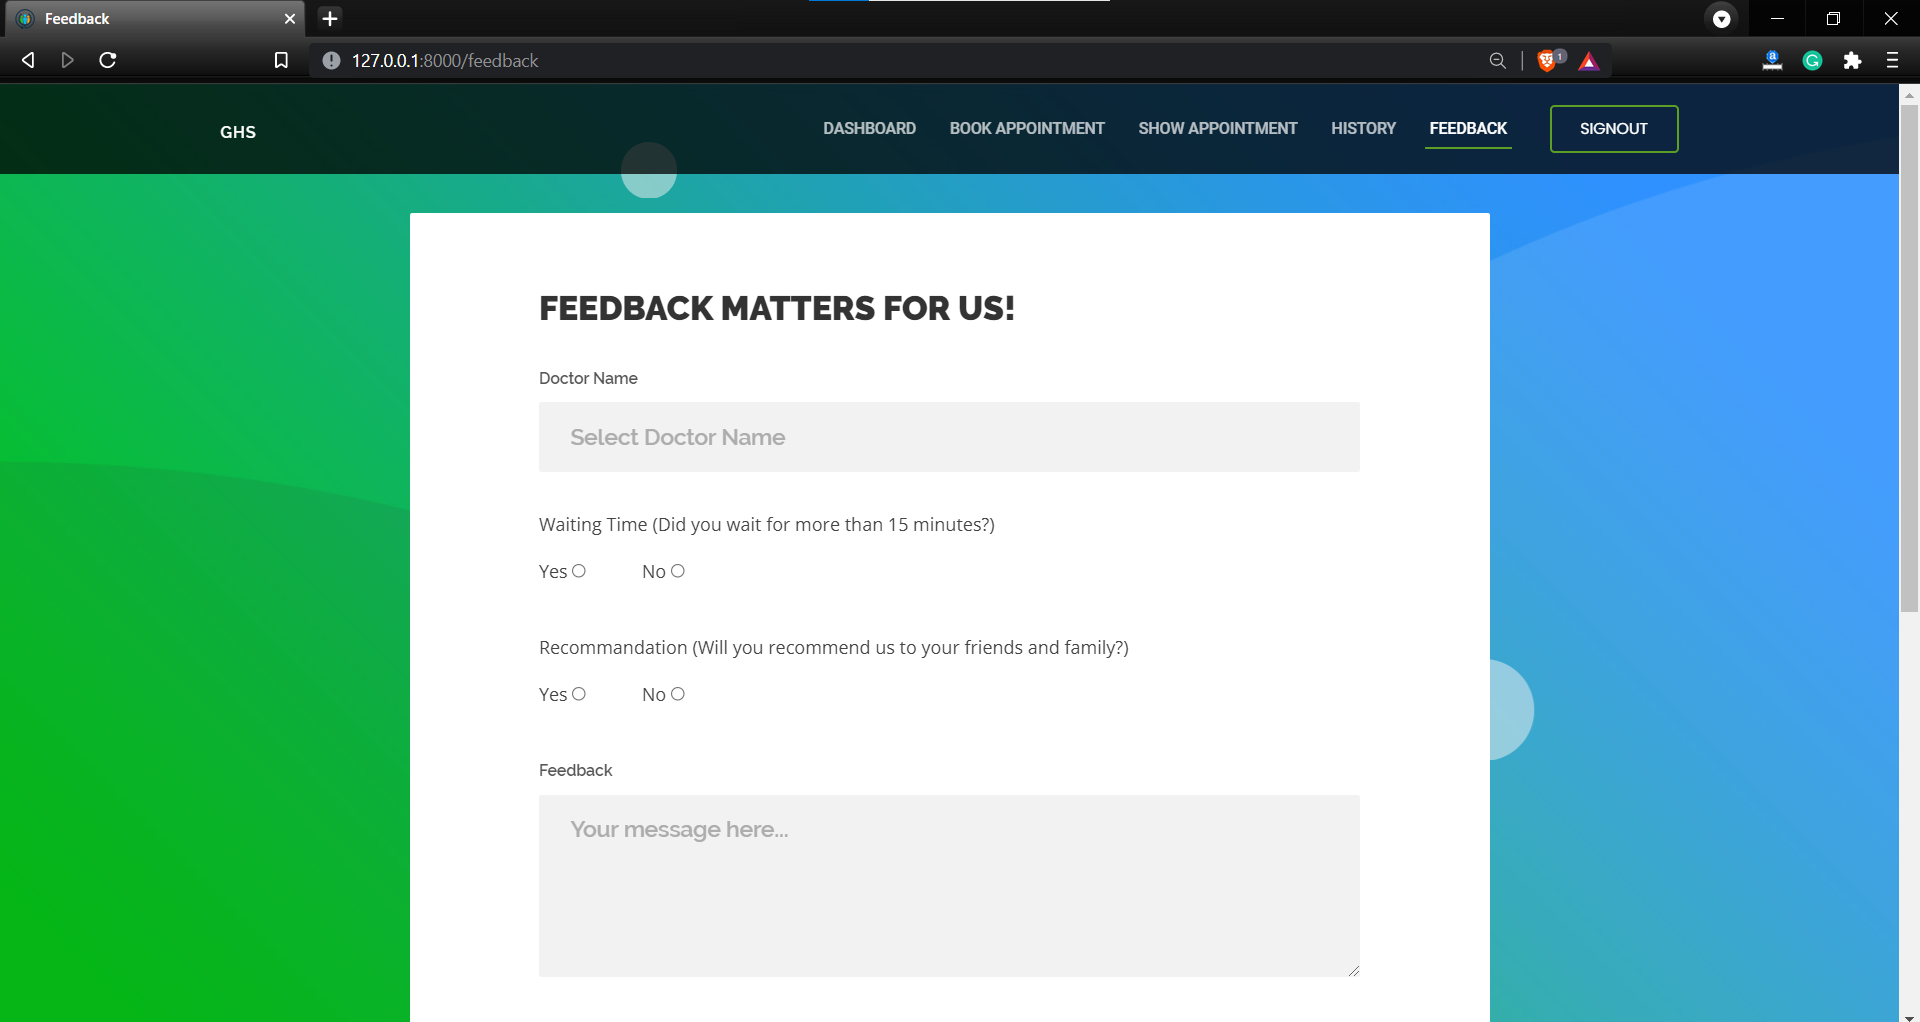 Feedback
127.0.0.1:8000/feedback
1
GHS
DASHBOARD
BOOK APPOINTMENT
SHOW APPOINTMENT
HISTORY
FEEDBACK
SIGNOUT
FEEDBACK MATTERS FOR US!
Doctor Name
Select Doctor Name
Waiting Time (Did you wait for more than 15 minutes?)
Yes No
Recommandation (Will you recommend us to your friends and family?)
Yes No
Feedback
Your message here...